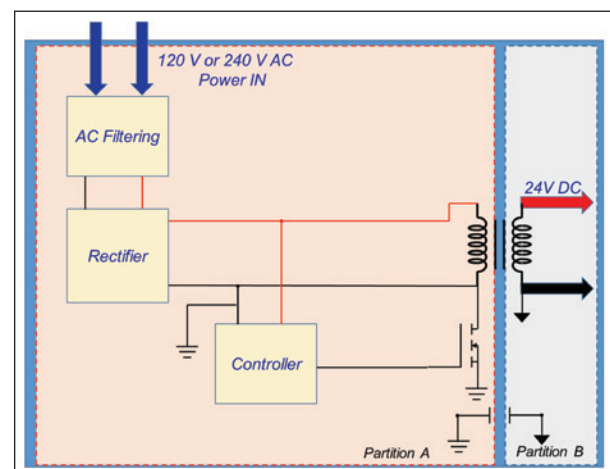 120 V or 240 V AC
Power IN
AC Filtering
24V DC
Rectifier
Controller
Partition A
Partition B